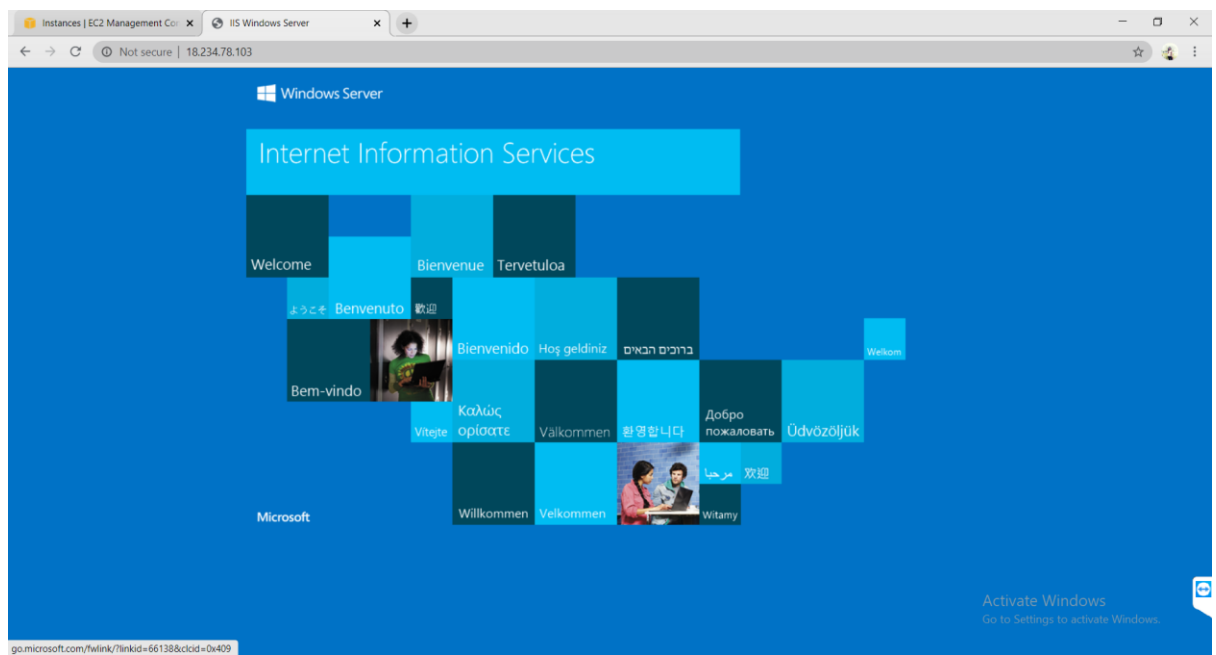 Instances | EC2 Management Co
IIS Windows Server
Not secure | 18.234.78.103
Windows Server
Internet Information Services
Welcome
Bienvenue
Tervetuloa
ようこそ
Benvenuto
歡迎
Bienvenido
Hoş geldiniz
ברוכים הבאים
Welkom
Bem-vindo
Vítejte
Καλώς
ορίσατε
Välkommen
환영합니다
Добро
пожаловать
Üdvözöljük
مرحبا
欢迎
Microsoft
Willkommen
Velkommen
Witamy
Activate Windows
Go to Settings to activate Windows.
go.microsoft.com/fwlink/?linkid=66138&clcid=0x409